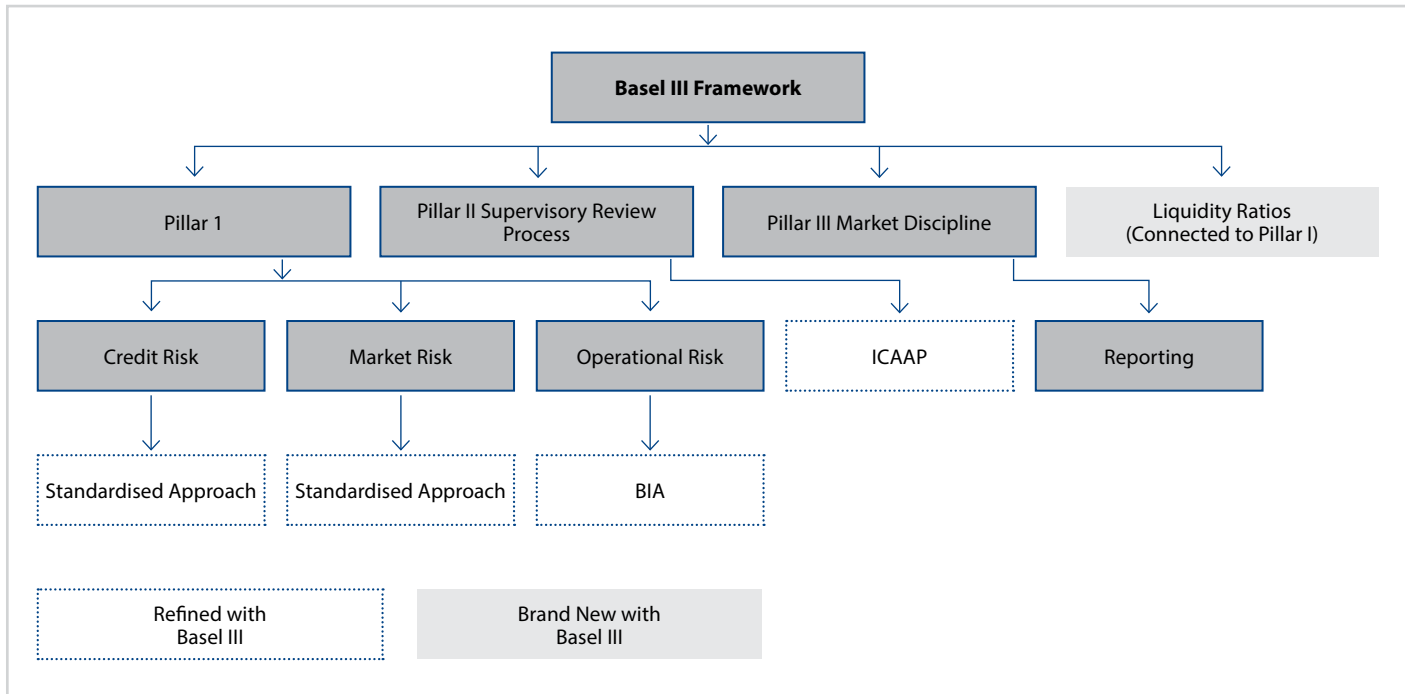 Basel III Framework
Pillar 1
Pillar II Supervisory Review
Process
Pillar III Market Discipline
Liquidity Ratios
(Connected to Pillar I)
Credit Risk
Market Risk
Operational Risk
ICAAP
Reporting
Standardised Approach
Standardised Approach
BIA
Refined with
Basel III
Brand New with
Basel III